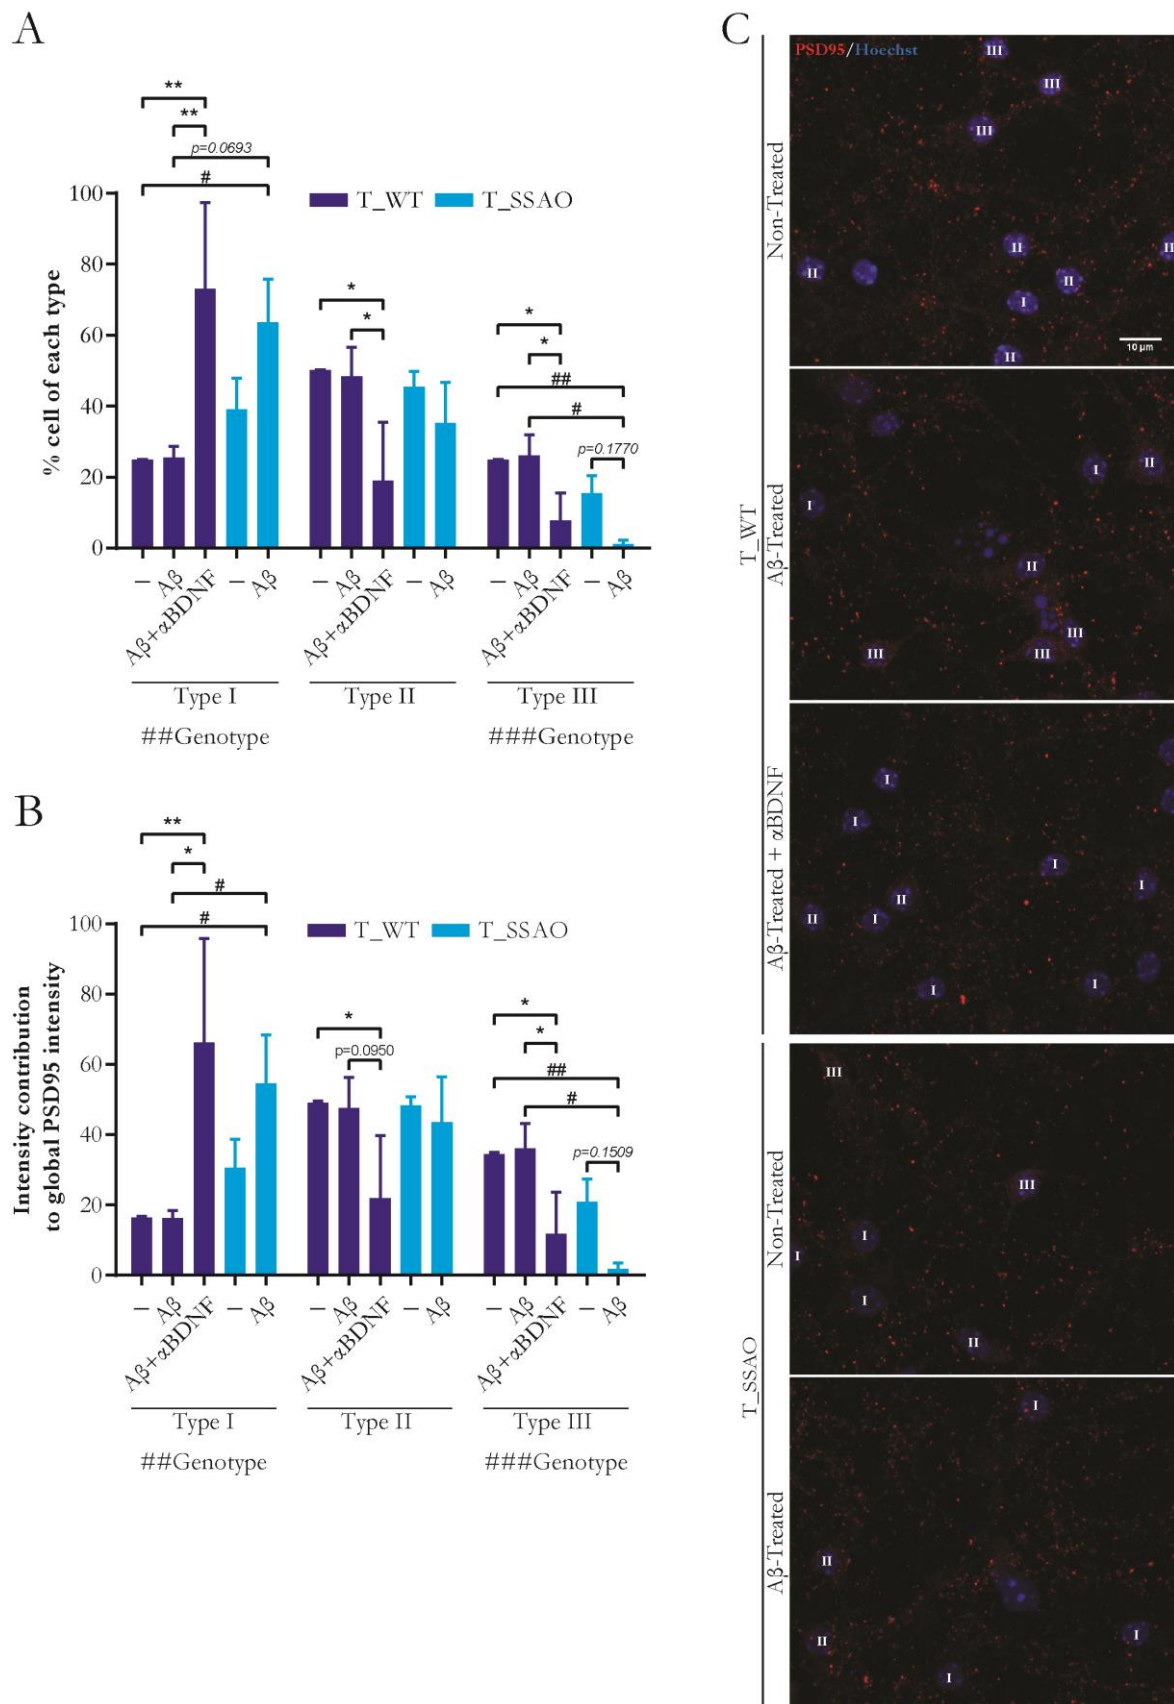 A
**
**
p=0.0693
#
T_WT
T_SSAO
*
*
*
*
##
#
p=0.1770
100
80
60
40
20
0
% cell of each type
– Aβ Aβ+αBDNF – Aβ
– Aβ Aβ+αBDNF – Aβ
– Aβ Aβ+αBDNF – Aβ
Type I
Type II
Type III
##Genotype
###Genotype
B
**
*
#
#
T_WT
T_SSAO
*
p=0.0950
*
*
##
#
p=0.1509
100
80
60
40
20
0
Intensity contribution
to global PSD95 intensity
– Aβ Aβ+αBDNF – Aβ
– Aβ Aβ+αBDNF – Aβ
– Aβ Aβ+αBDNF – Aβ
Type I
Type II
Type III
##Genotype
###Genotype
C
T_WT
Non-Treated
PSD95/Hoechst
III
III
III
II
II
II
II
I
II
10 µm
Aβ-Treated
I
II
I
II
III
III
III
Aβ-Treated + αBDNF
I
I
I
I
II
II
I
I
I
T_SSAO
Non-Treated
III
III
I
I
I
II
Aβ-Treated
I
II
II
I
I